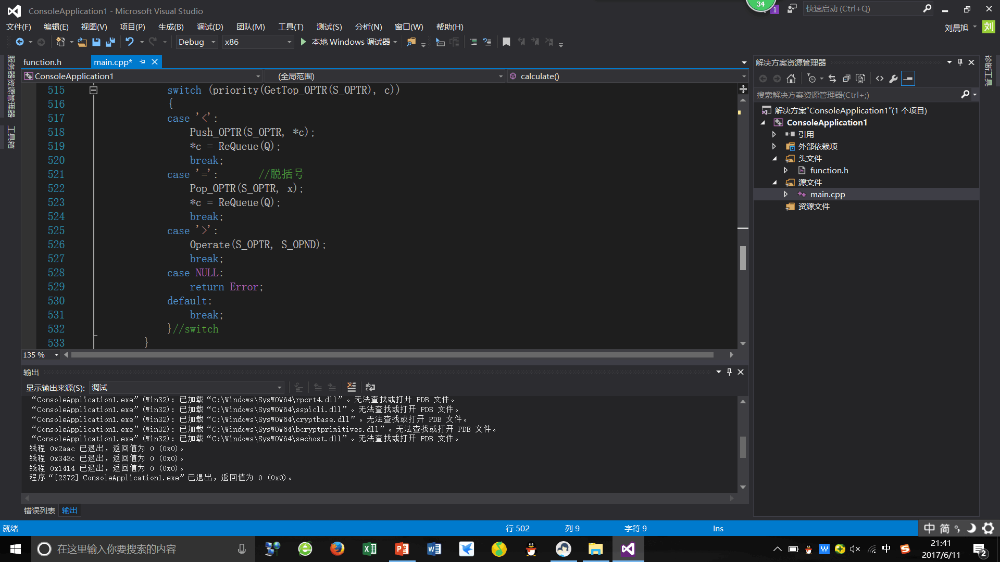 ConsoleApplication1 - Microsoft Visual Studio
34
1
快速启动 (Ctrl+Q)
文件(F) 编辑(E) 视图(V) 项目(P) 生成(B) 调试(D) 团队(M) 工具(T) 测试(S) 分析(N) 窗口(W) 帮助(H)
刘晨旭
刘
Debug x86 本地 Windows 调试器
服务器资源管理器
工具箱
function.h main.cpp*
ConsoleApplication1 (全局范围) calculate()
515 switch (priority(GetTop_OPTR(S_OPTR), c))
516 {
517 case '<':
518 Push_OPTR(S_OPTR, *c);
519 *c = ReQueue(Q);
520 break;
521 case '=': //脱括号
522 Pop_OPTR(S_OPTR, x);
523 *c = ReQueue(Q);
524 break;
525 case '>':
526 Operate(S_OPTR, S_OPND);
527 break;
528 case NULL:
529 return Error;
530 default:
531 break;
532 }//switch
533 }
135 %
输出
显示输出来源(S): 调试
“ConsoleApplication1.exe”(Win32): 已加载“C:\Windows\SysWOW64\rpcrt4.dll”。无法查找或打开 PDB 文件。
“ConsoleApplication1.exe”(Win32): 已加载“C:\Windows\SysWOW64\sspicli.dll”。无法查找或打开 PDB 文件。
“ConsoleApplication1.exe”(Win32): 已加载“C:\Windows\SysWOW64\cryptbase.dll”。无法查找或打开 PDB 文件。
“ConsoleApplication1.exe”(Win32): 已加载“C:\Windows\SysWOW64\bcryptprimitives.dll”。无法查找或打开 PDB 文件。
“ConsoleApplication1.exe”(Win32): 已加载“C:\Windows\SysWOW64\sechost.dll”。无法查找或打开 PDB 文件。
线程 0x2aac 已退出，返回值为 0 (0x0)。
线程 0x343c 已退出，返回值为 0 (0x0)。
线程 0x1414 已退出，返回值为 0 (0x0)。
程序“[2372] ConsoleApplication1.exe”已退出，返回值为 0 (0x0)。
错误列表 输出
解决方案资源管理器
搜索解决方案资源管理器(Ctrl+;)
解决方案“ConsoleApplication1”(1 个项目)
ConsoleApplication1
引用
外部依赖项
头文件
function.h
源文件
main.cpp
资源文件
诊断工具
就绪 行 502 列 9 字符 9 Ins
中 简
在这里输入你要搜索的内容
中
21:41
2017/6/11
2